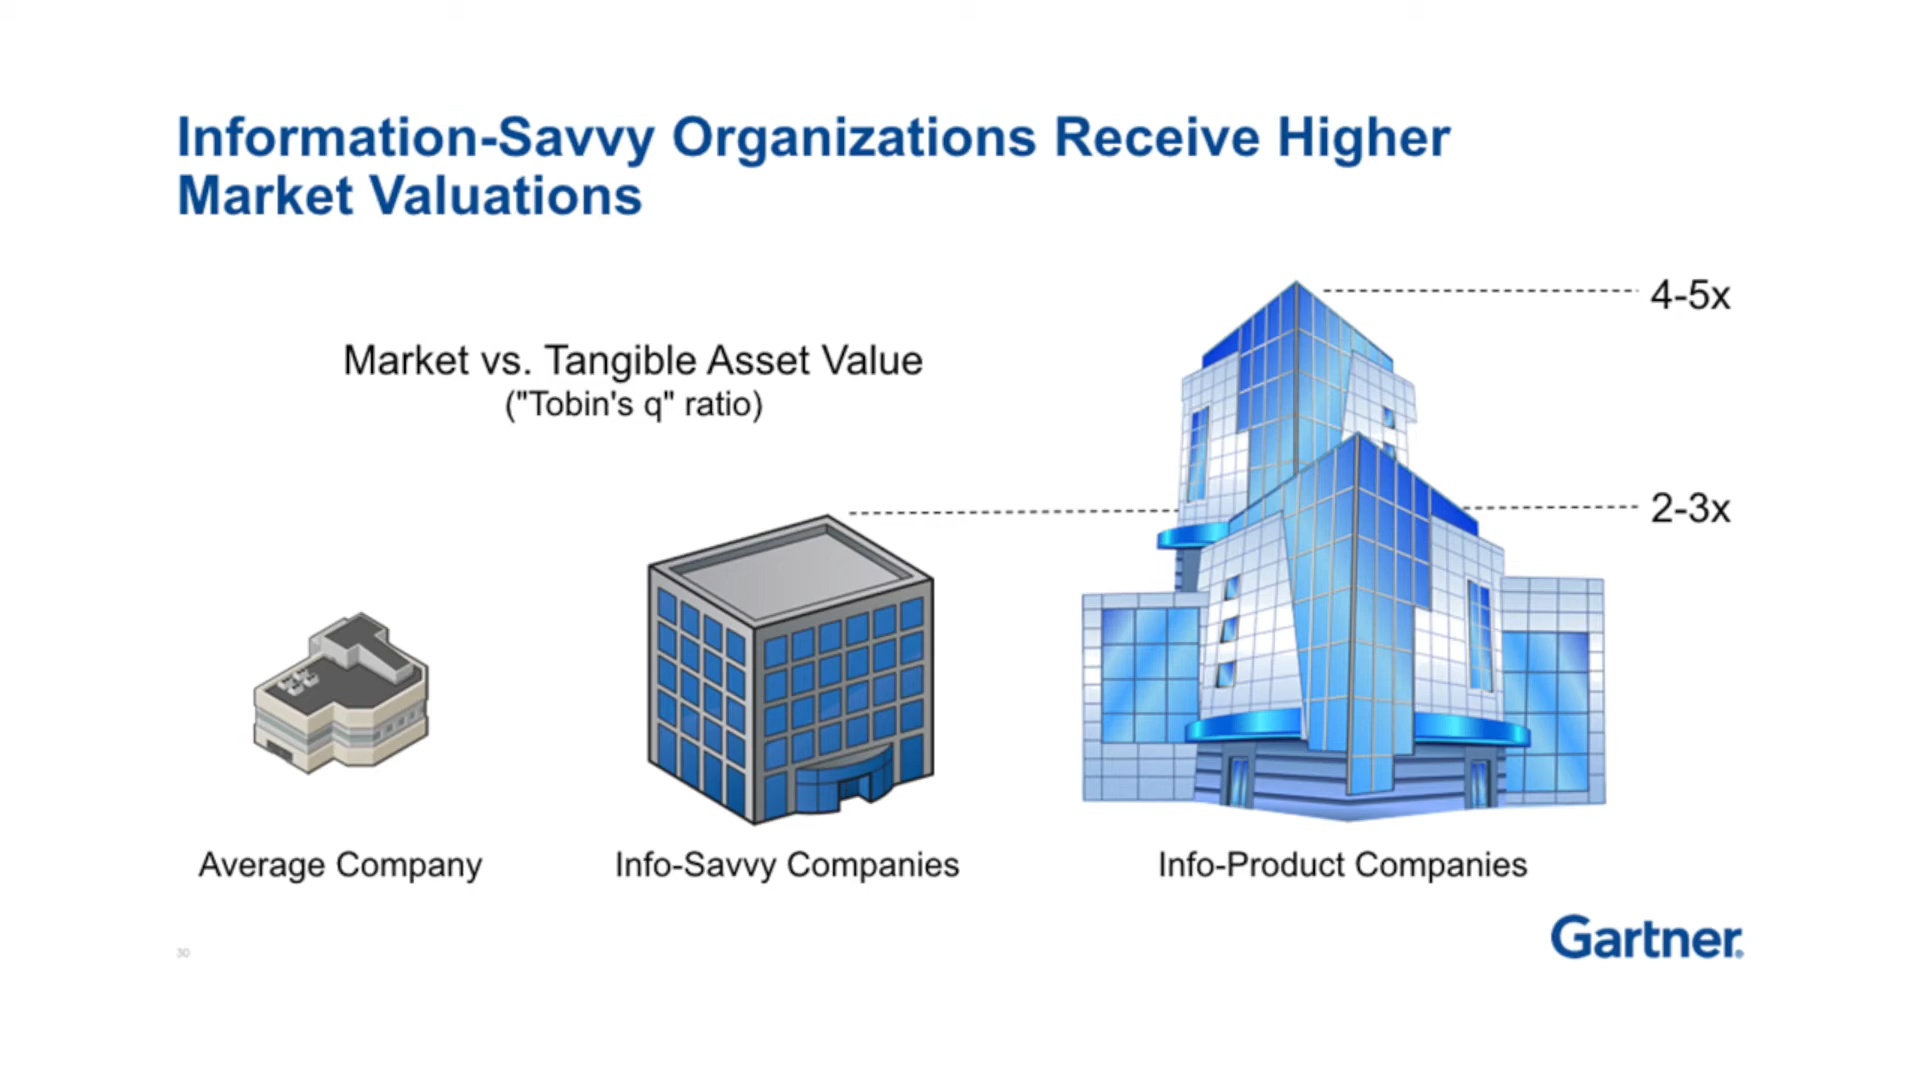 Information-Savvy Organizations Receive Higher
Market Valuations
Market vs. Tangible Asset Value
("Tobin's q" ratio)
4-5x
2-3x
Average Company
Info-Savvy Companies
Info-Product Companies
30
Gartner®